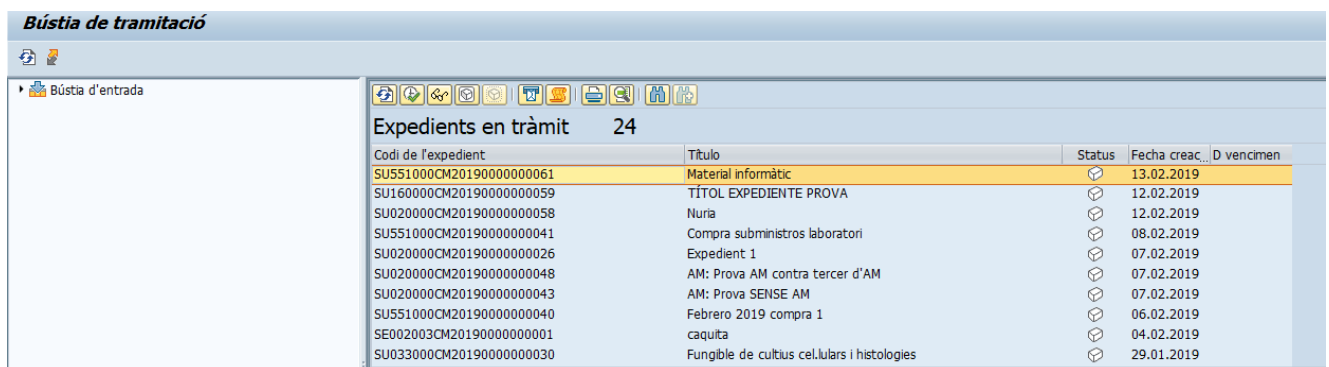 Bústia de tramitació
Bústia d'entrada
Expedients en tràmit 24
Codi de l'expedient Título Status Fecha creac... D vencimen
SU551000CM20190000000061 Material informàtic 13.02.2019
SU160000CM20190000000059 TÍTOL EXPEDIENTE PROVA 12.02.2019
SU020000CM20190000000058 Nuria 12.02.2019
SU551000CM20190000000041 Compra subministros laboratori 08.02.2019
SU020000CM20190000000026 Expedient 1 07.02.2019
SU020000CM20190000000048 AM: Prova AM contra tercer d'AM 07.02.2019
SU020000CM20190000000043 AM: Prova SENSE AM 07.02.2019
SU551000CM20190000000040 Febrero 2019 compra 1 06.02.2019
SE002003CM20190000000001 caquita 04.02.2019
SU033000CM20190000000030 Fungible de cultius cel.lulars i histologies 29.01.2019